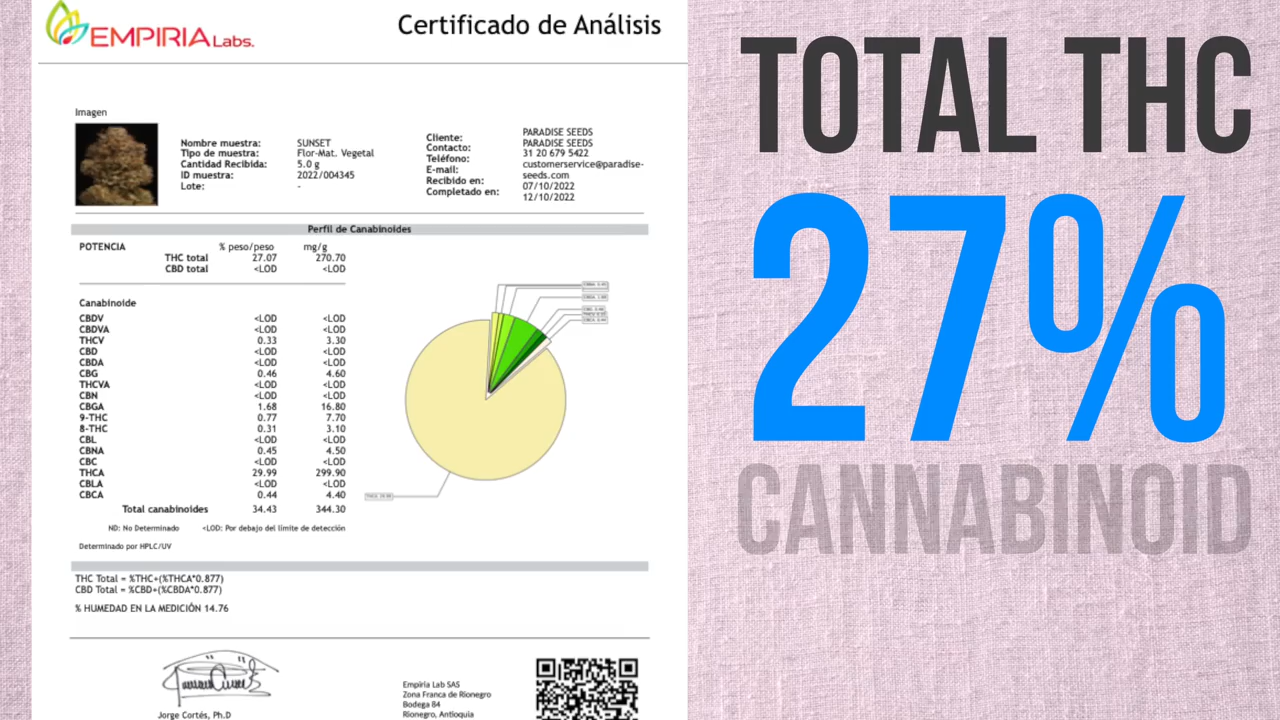 EMPIRIA Labs.
Certificado de Análisis
Imagen
Nombre muestra: SUNSET
Tipo de muestra: Flor-Mat. Vegetal
Cantidad Recibida: 5.0 g
ID muestra: 2022/004345
Lote: -
Cliente: PARADISE SEEDS
Contacto: PARADISE SEEDS
Teléfono: 31 20 679 5422
E-mail: customerservice@paradise-
seeds.com
Recibido en: 07/10/2022
Completado en: 12/10/2022
Perfil de Canabinoides
POTENCIA % peso/peso mg/g
THC total 27.07 270.70
CBD total <LOD <LOD
Canabinoide
CBDV <LOD <LOD
CBDVA <LOD <LOD
THCV 0.33 3.30
CBD <LOD <LOD
CBDA <LOD <LOD
CBG 0.46 4.60
THCVA <LOD <LOD
CBN <LOD <LOD
CBGA 1.68 16.80
9-THC 0.77 7.70
8-THC 0.31 3.10
CBL <LOD <LOD
CBNA 0.45 4.50
CBC <LOD <LOD
THCA 29.99 299.90
CBLA <LOD <LOD
CBCA 0.44 4.40
Total canabinoides 34.43 344.30
ND: No Determinado <LOD: Por debajo del límite de detección
Determinado por HPLC/UV
THC Total = %THC+(%THCA*0.877)
CBD Total = %CBD+(%CBDA*0.877)
% HUMEDAD EN LA MEDICIÓN 14.76
Jorge Cortés, Ph.D
Empiria Lab SAS
Zona Franca de Rionegro
Bodega 84
Rionegro, Antioquia
TOTAL THC
27%
CANNABINOID